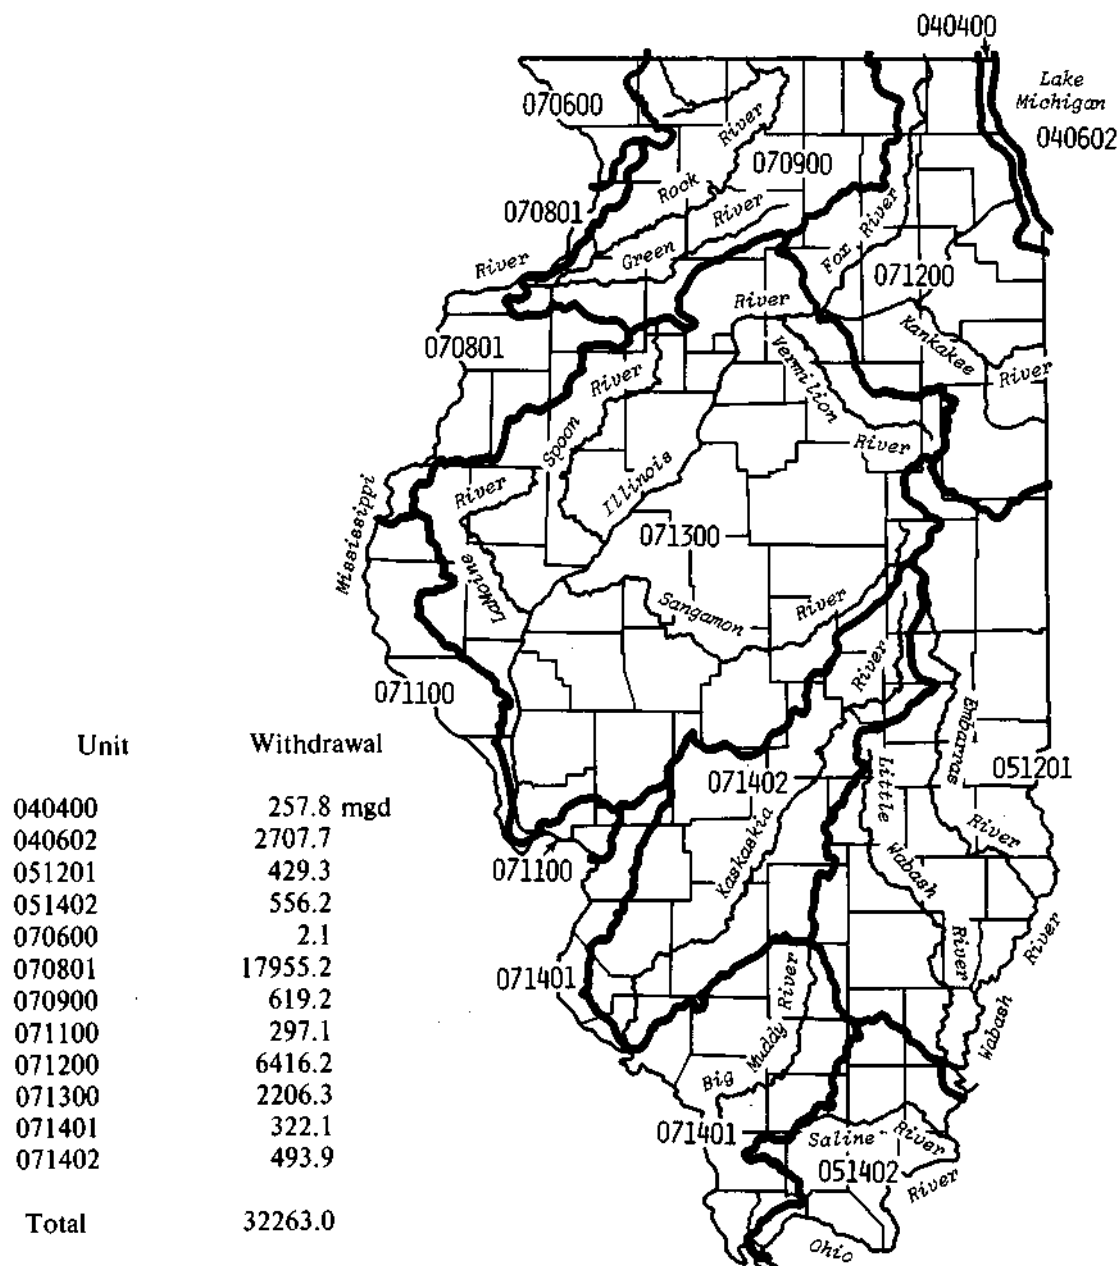 040400
Lake
Michigan
040602
070600
River
070900
Rock
River
070801
Green
River
Fox River
071200
River
Kankakee
River
070801
Vermilion
River
Spoon
River
River
Illinois
071300
Mississippi
LaMoine
Sangamon
River
River
071100
Embarras
071402
Little
051201
Kaskaskia
Wabash
River
071100
River
River
071401
River
Wabash
Big Muddy
071401
Saline River
051402
River
Ohio
Unit Withdrawal
040400 257.8 mgd
040602 2707.7
051201 429.3
051402 556.2
070600 2.1
070801 17955.2
070900 619.2
071100 297.1
071200 6416.2
071300 2206.3
071401 322.1
071402 493.9
Total 32263.0